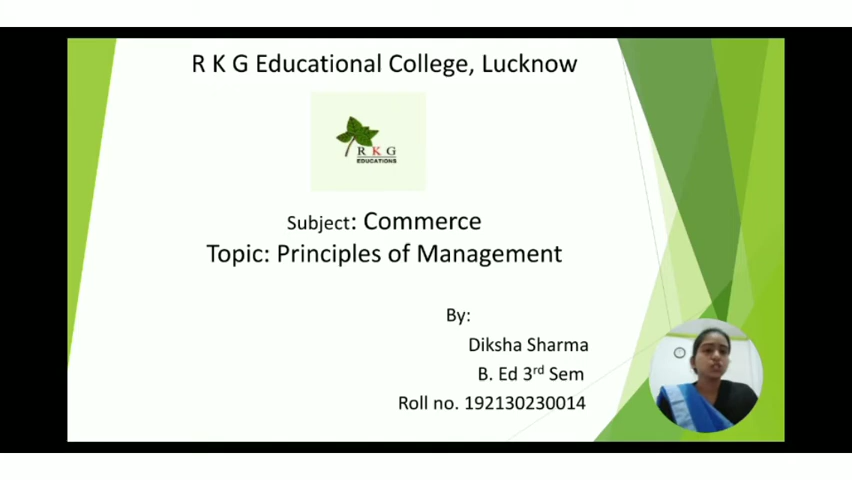 R K G Educational College, Lucknow
R K G
EDUCATIONS
Subject: Commerce
Topic: Principles of Management
By:
Diksha Sharma
B. Ed 3rd Sem
Roll no. 192130230014